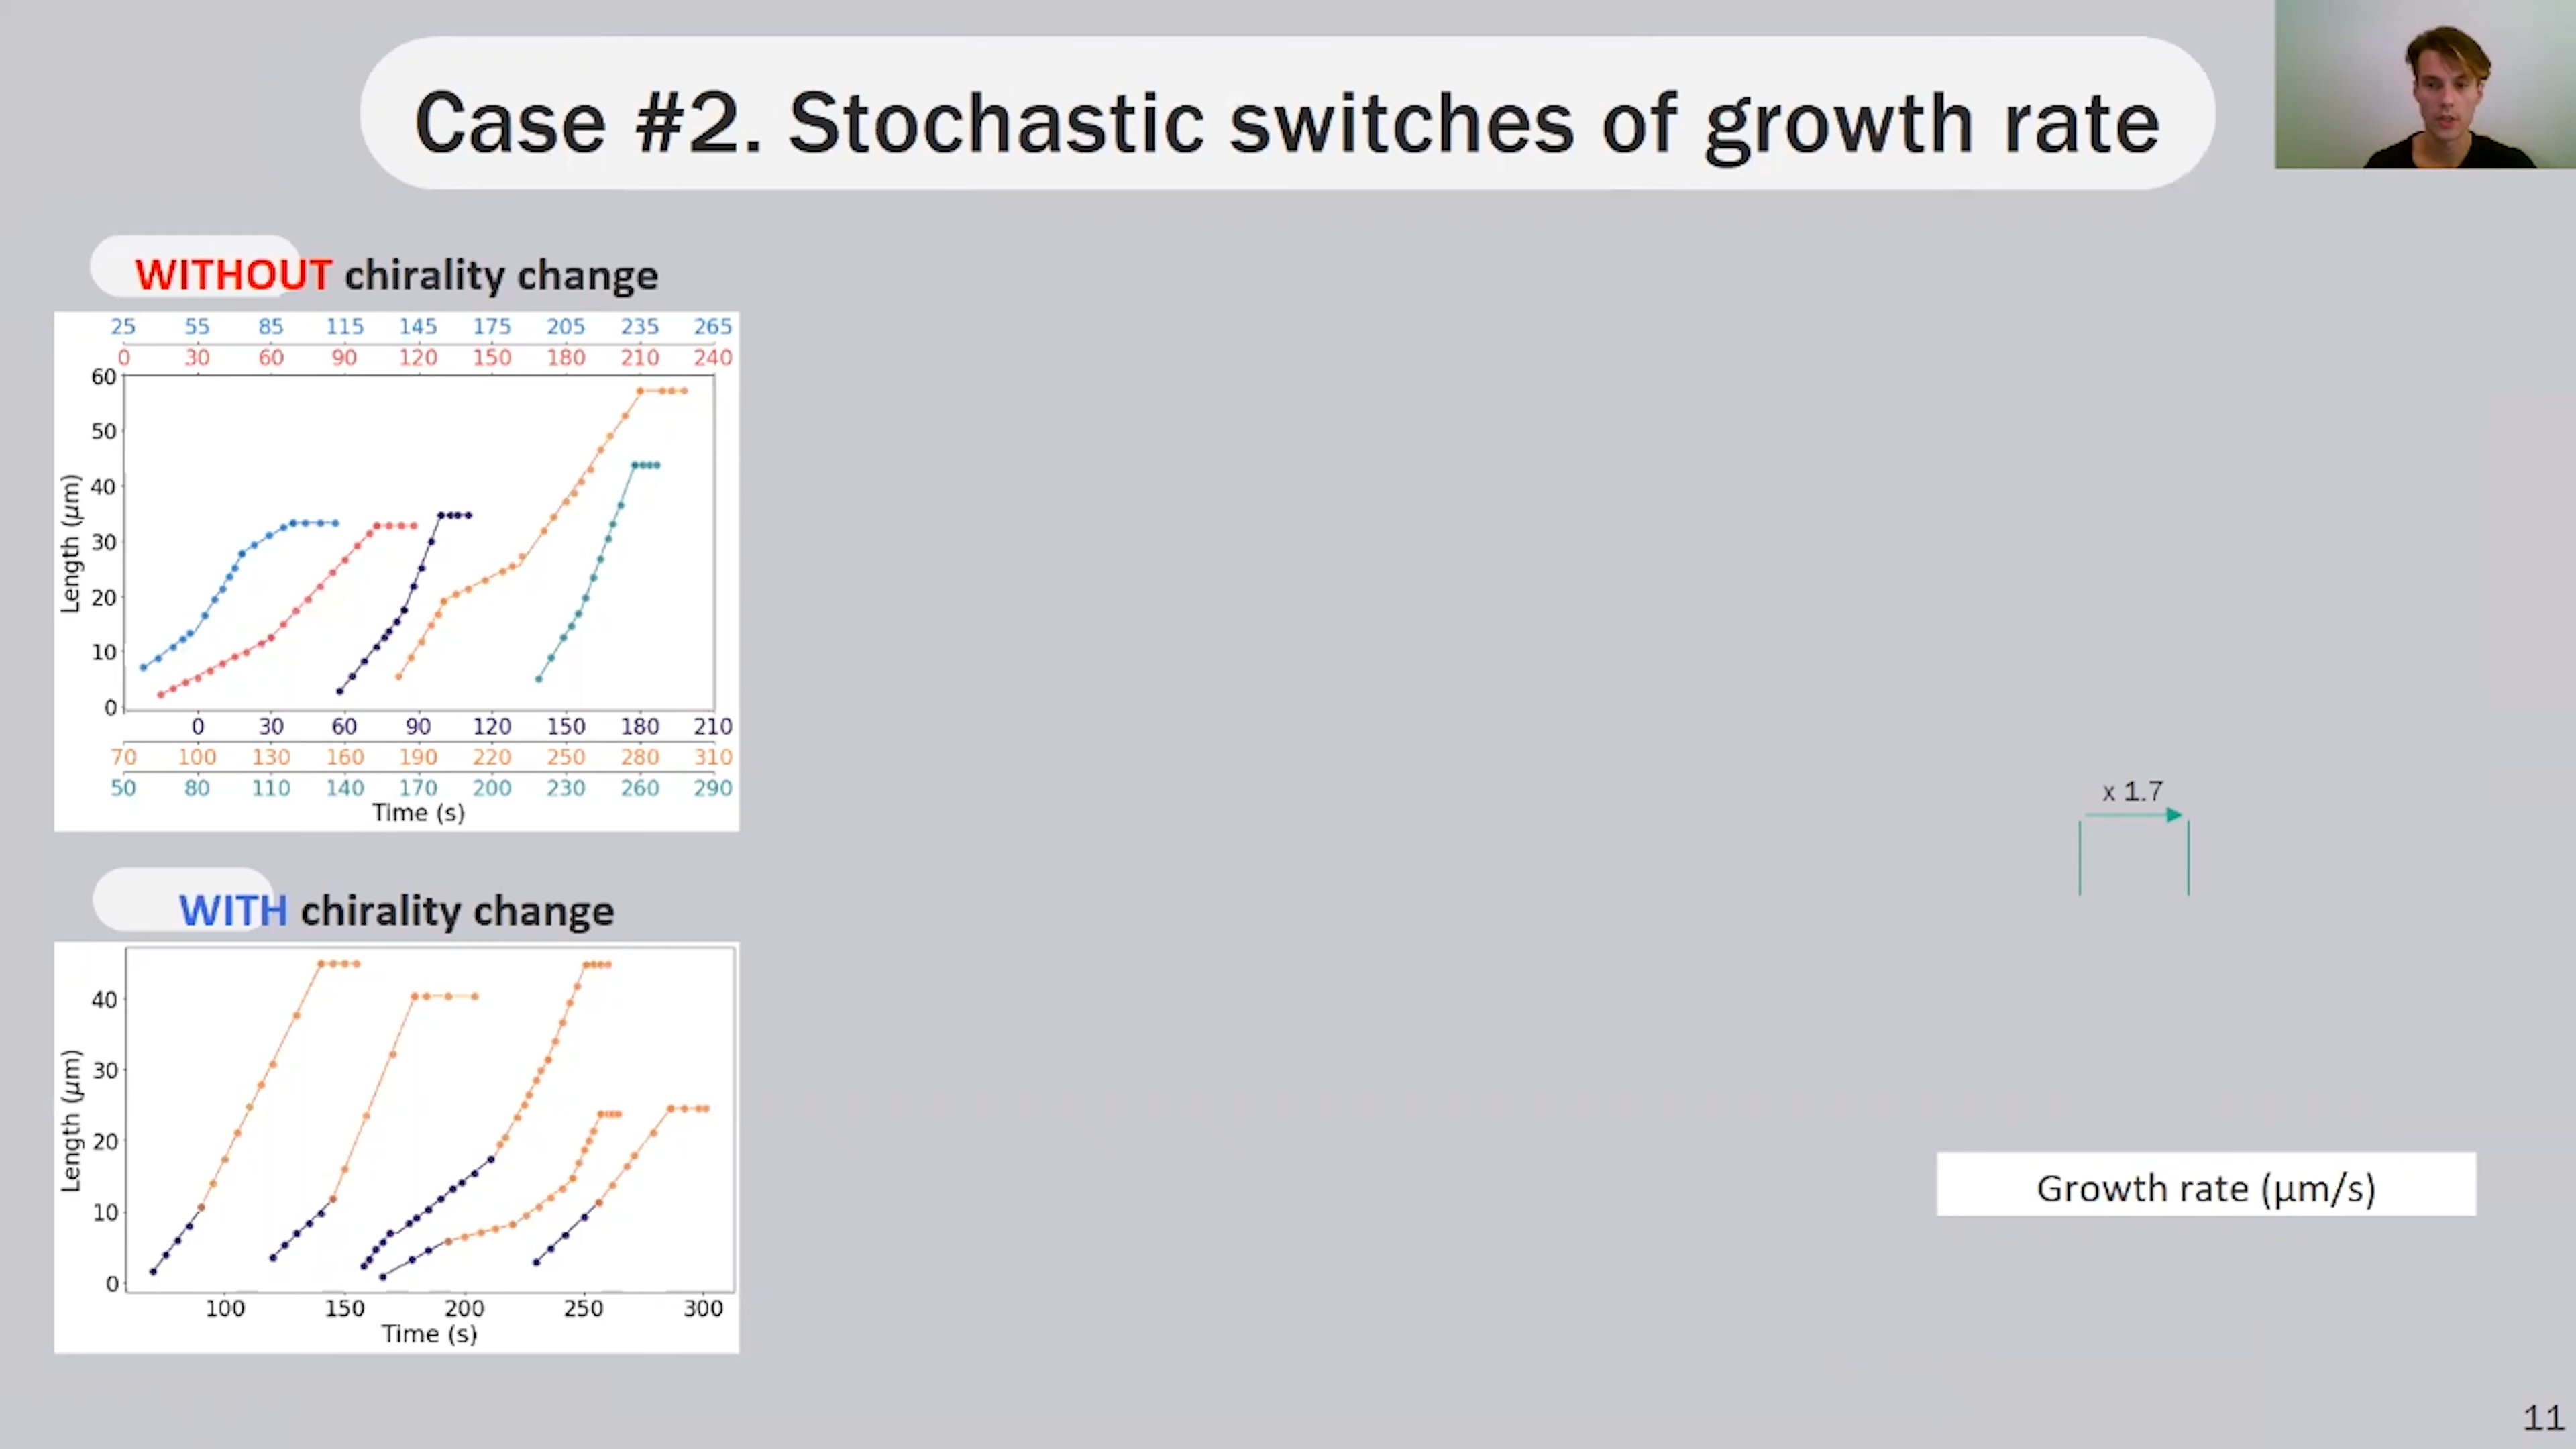 Case #2. Stochastic switches of growth rate
WITHOUT chirality change
25 55 85 115 145 175 205 235 265
0 30 60 90 120 150 180 210 240
60
50
40
30
20
10
0
Length (μm)
0 30 60 90 120 150 180 210
70 100 130 160 190 220 250 280 310
50 80 110 140 170 200 230 260 290
Time (s)
WITH chirality change
40
30
20
10
0
Length (μm)
100 150 200 250 300
Time (s)
x 1.7
Growth rate (μm/s)
11